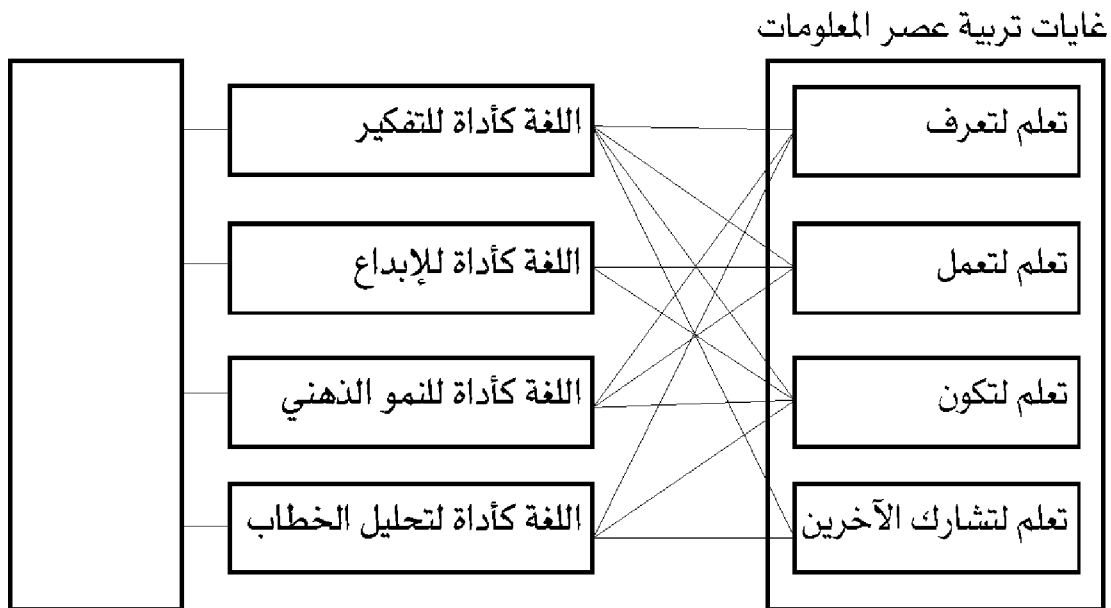 غايات تربية عصر المعلومات
تعلم لتعرف
تعلم لتعمل
تعلم لتكون
تعلم لتشارك الآخرين
اللغة كأداة للتفكير
اللغة كأداة للإبداع
اللغة كأداة للنمو الذهني
اللغة كأداة لتحليل الخطاب